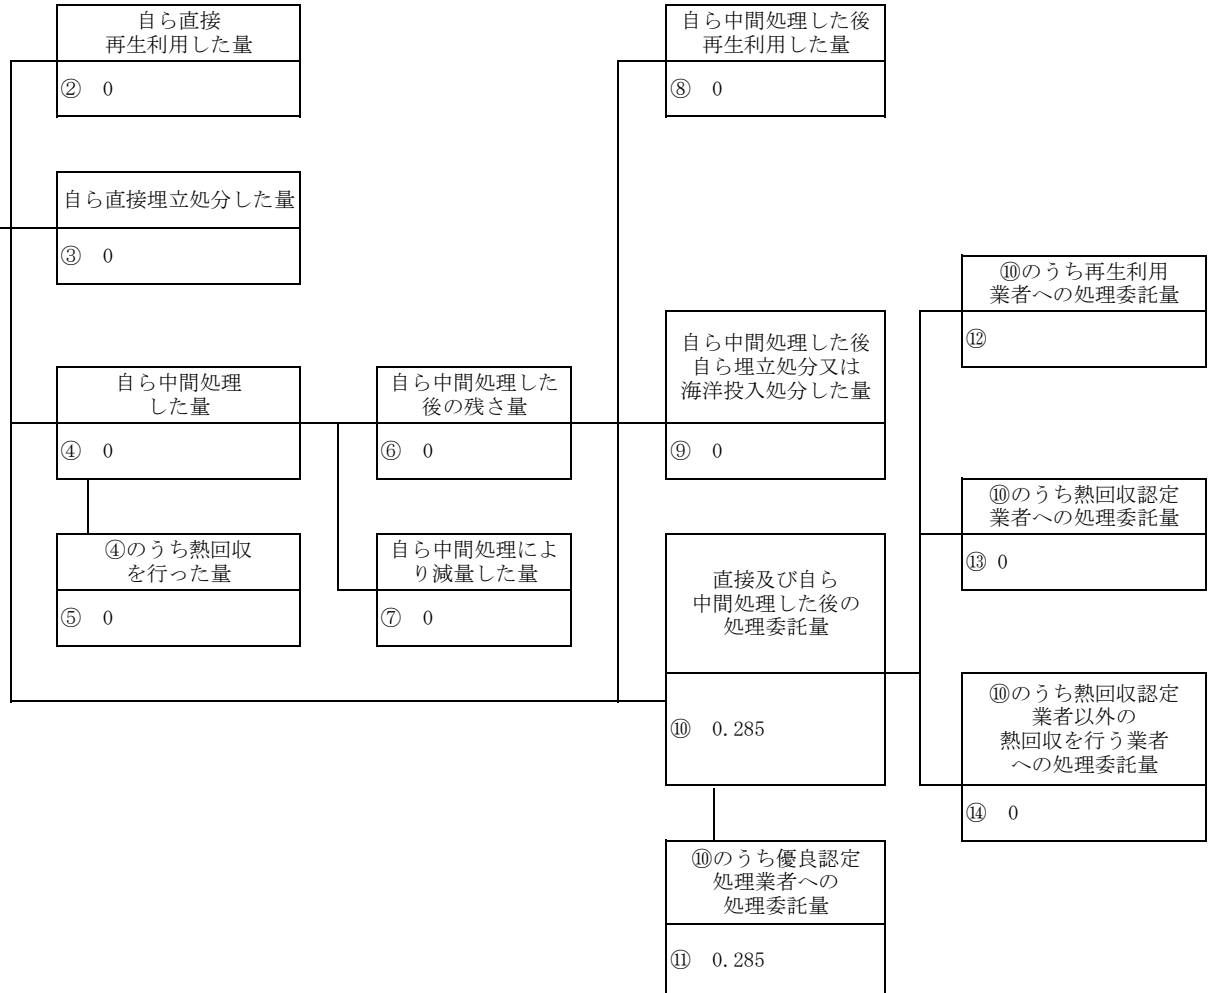 自ら直接
再生利用した量
② 0
自ら直接埋立処分した量
③ 0
自ら中間処理
した量
④ 0
④のうち熱回収
を行った量
⑤ 0
自ら中間処理した
後の残さ量
⑥ 0
自ら中間処理によ
り減量した量
⑦ 0
自ら中間処理した後
再生利用した量
⑧ 0
自ら中間処理した後
自ら埋立処分又は
海洋投入処分した量
⑨ 0
直接及び自ら
中間処理した後の
処理委託量
⑩ 0.285
⑩のうち優良認定
処理業者への
処理委託量
⑪ 0.285
⑩のうち再生利用
業者への処理委託量
⑫
⑩のうち熱回収認定
業者への処理委託量
⑬ 0
⑩のうち熱回収認定
業者以外の
熱回収を行う業者
への処理委託量
⑭ 0